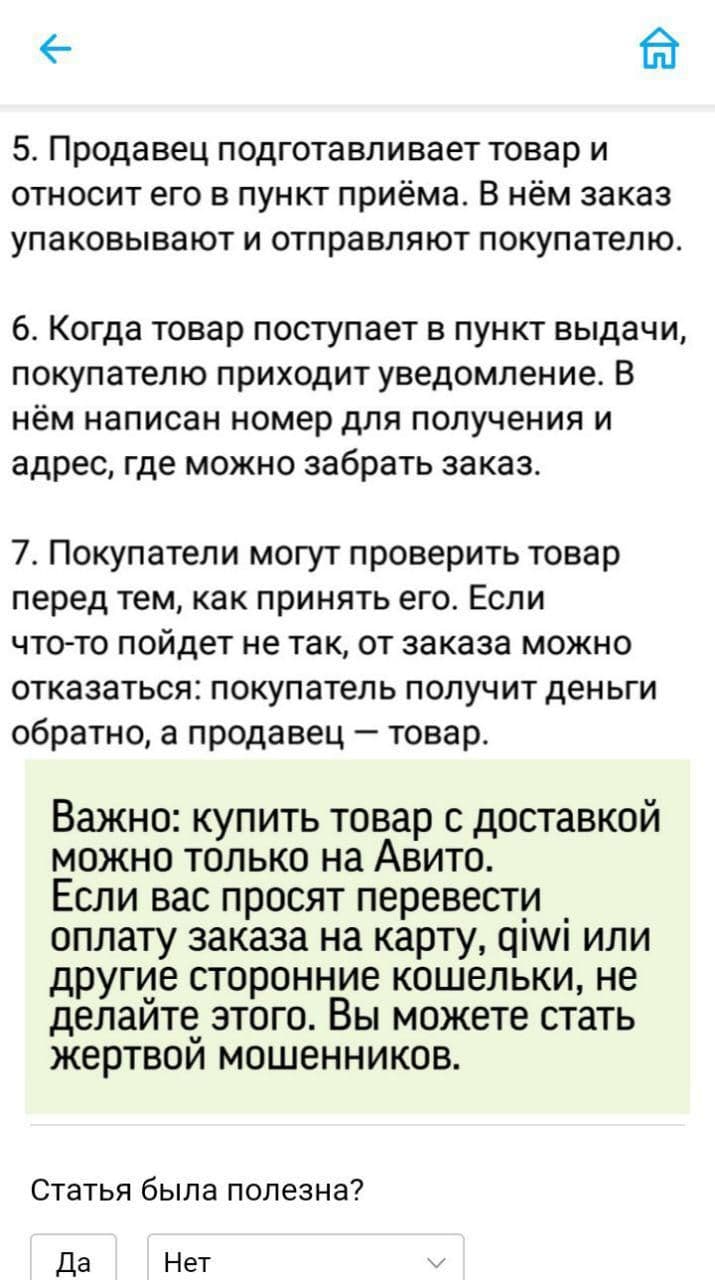 5. Продавец подготавливает товар и
относит его в пункт приёма. В нём заказ
упаковывают и отправляют покупателю.
6. Когда товар поступает в пункт выдачи,
покупателю приходит уведомление. В
нём написан номер для получения и
адрес, где можно забрать заказ.
7. Покупатели могут проверить товар
перед тем, как принять его. Если
что-то пойдет не так, от заказа можно
отказаться: покупатель получит деньги
обратно, а продавец — товар.
Важно: купить товар с доставкой
можно только на Авито.
Если вас просят перевести
оплату заказа на карту, qiwi или
другие сторонние кошельки, не
делайте этого. Вы можете стать
жертвой мошенников.
Статья была полезна?
Да
Нет